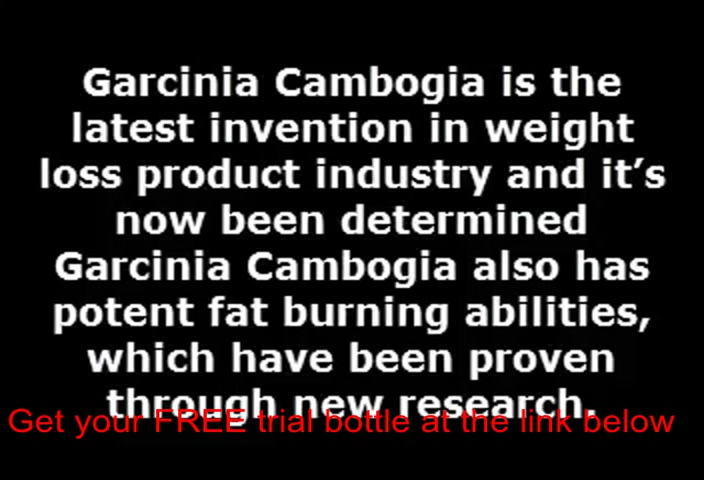 Garcinia Cambogia is the
latest invention in weight
loss product industry and it’s
now been determined
Garcinia Cambogia also has
potent fat burning abilities,
which have been proven
through new research.
Get your FREE trial bottle at the link below